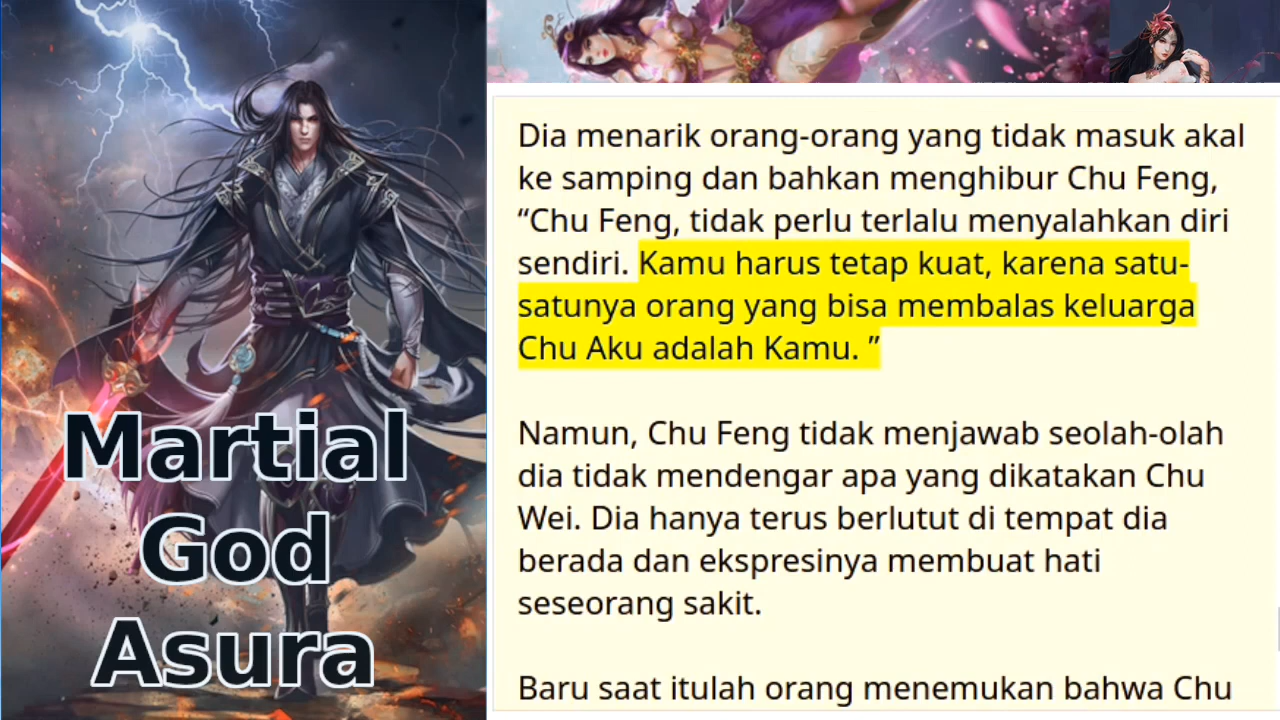 Martial
God
Asura
Dia menarik orang-orang yang tidak masuk akal
ke samping dan bahkan menghibur Chu Feng,
“Chu Feng, tidak perlu terlalu menyalahkan diri
sendiri. Kamu harus tetap kuat, karena satu-
satunya orang yang bisa membalas keluarga
Chu Aku adalah Kamu. ”
Namun, Chu Feng tidak menjawab seolah-olah
dia tidak mendengar apa yang dikatakan Chu
Wei. Dia hanya terus berlutut di tempat dia
berada dan ekspresinya membuat hati
seseorang sakit.
Baru saat itulah orang menemukan bahwa Chu